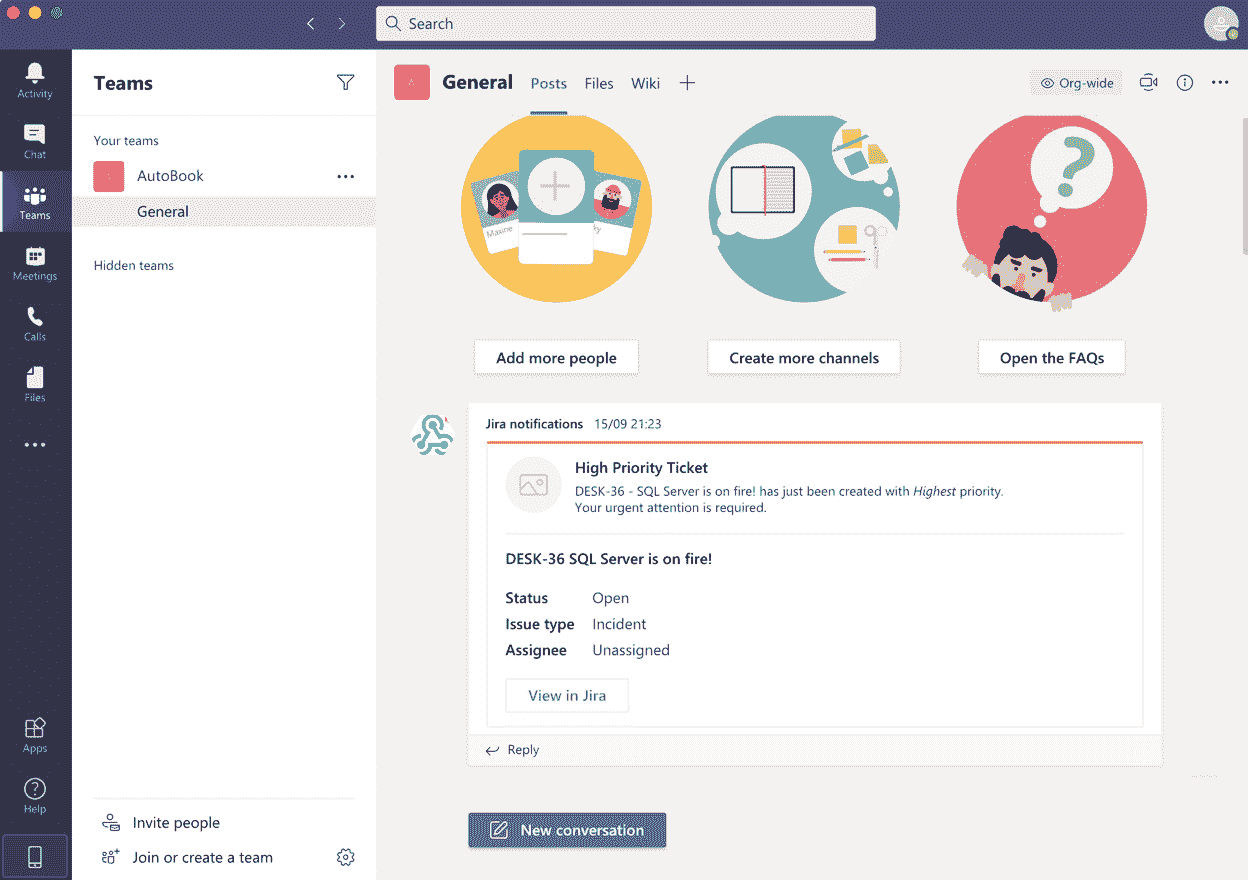 Search
Activity
Chat
Teams
Meetings
Calls
Files
Apps
Help
Teams
Your teams
AutoBook
General
Hidden teams
Invite people
Join or create a team
General
Posts
Files
Wiki
Org-wide
Maxine
?
Add more people
Create more channels
Open the FAQs
Jira notifications 15/09 21:23
High Priority Ticket
DESK-36 - SQL Server is on fire! has just been created with Highest priority.
Your urgent attention is required.
DESK-36 SQL Server is on fire!
Status Open
Issue type Incident
Assignee Unassigned
View in Jira
Reply
New conversation